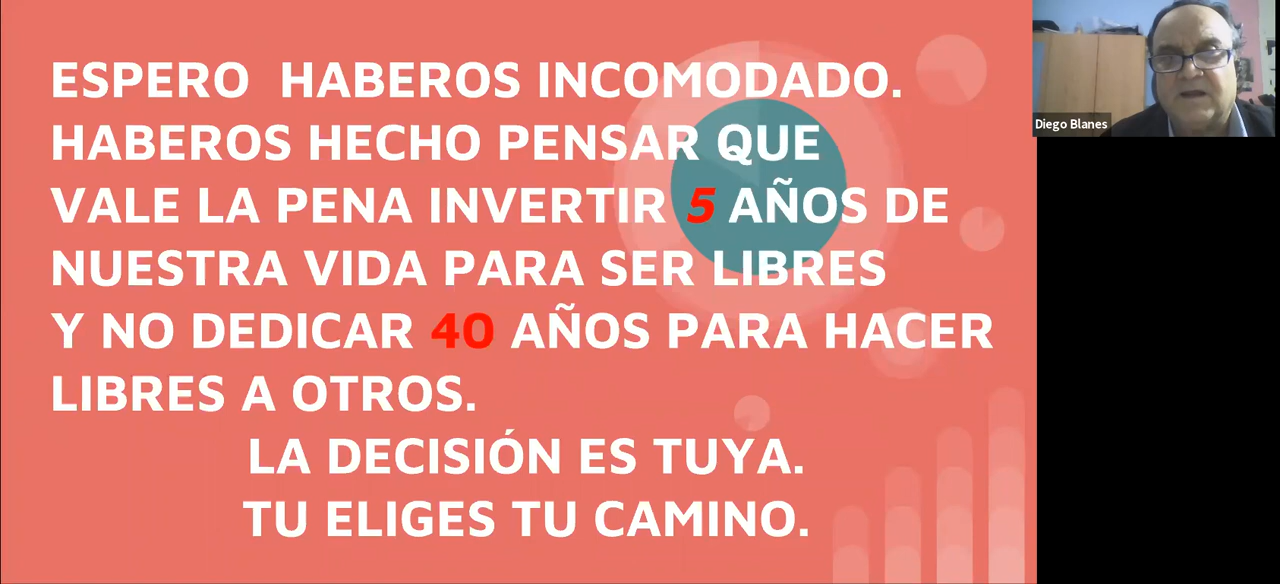 ESPERO HABEROS INCOMODADO.
HABEROS HECHO PENSAR QUE
VALE LA PENA INVERTIR 5 AÑOS DE
NUESTRA VIDA PARA SER LIBRES
Y NO DEDICAR 40 AÑOS PARA HACER
LIBRES A OTROS.
LA DECISIÓN ES TUYA.
TU ELIGES TU CAMINO.
Diego Blanes